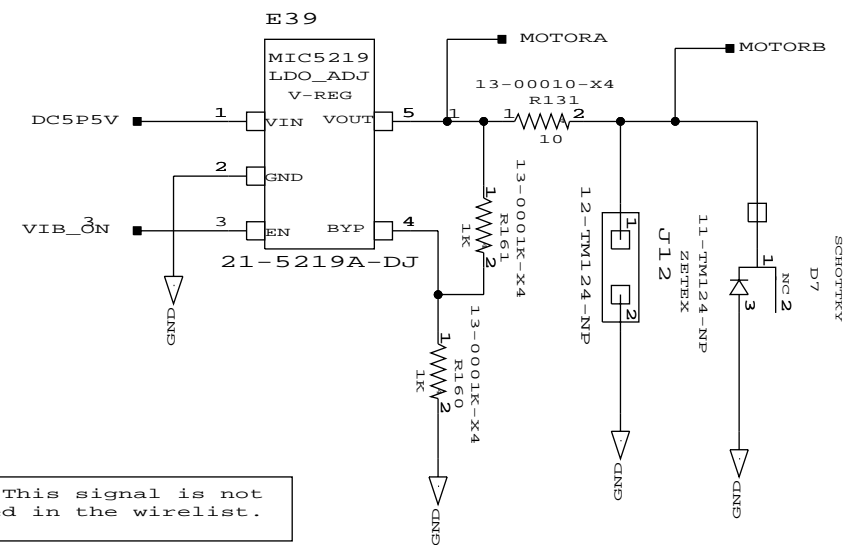 E39
MIC5219
LDO_ADJ
V-REG
VIN
VOUT
GND
EN
BYP
21-5219A-DJ
DC5P5V
1
2
VIB_ON
3
3
5
4
GND
MOTORA
MOTORB
1
13-00010-X4
R131
1
2
10
1
2
R161
1K
13-0001K-X4
1
2
R160
1K
13-0001K-X4
GND
12-TM124-NP
1
2
J12
GND
11-TM124-NP
ZETEX
1
NC
2
3
D7
SCHOTTKY
GND
This signal is not
d in the wirelist.